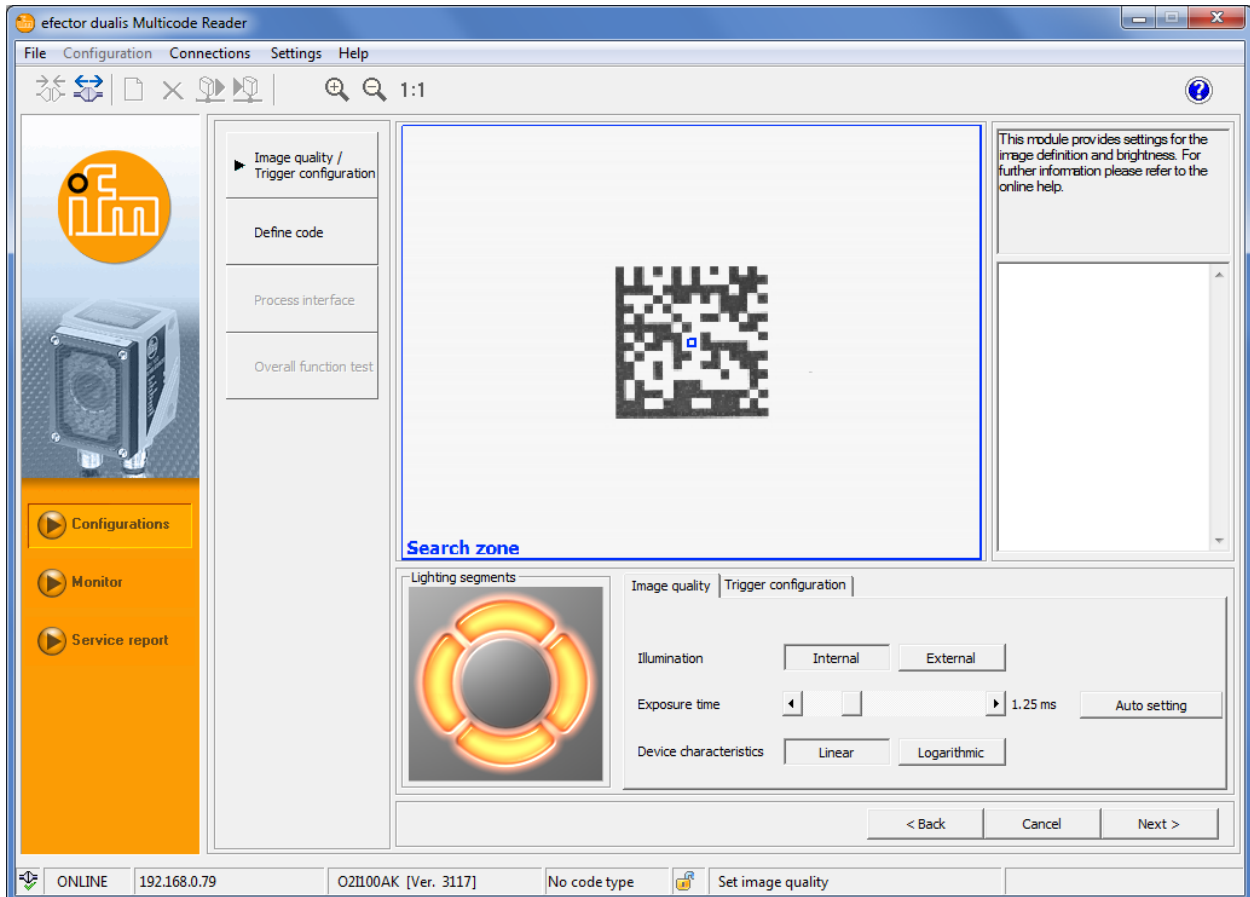 efector dualis Multicode Reader
File Configuration Connections Settings Help
1:1
?
ifm
Configurations
Monitor
Service report
Image quality /
Trigger configuration
Define code
Process interface
Overall function test
Search zone
This module provides settings for the
image definition and brightness. For
further information please refer to the
online help.
Lighting segments
Image quality Trigger configuration
Illumination Internal External
Exposure time 1.25 ms Auto setting
Device characteristics Linear Logarithmic
< Back Cancel Next >
ONLINE 192.168.0.79 O2I100AK [Ver. 3117] No code type Set image quality